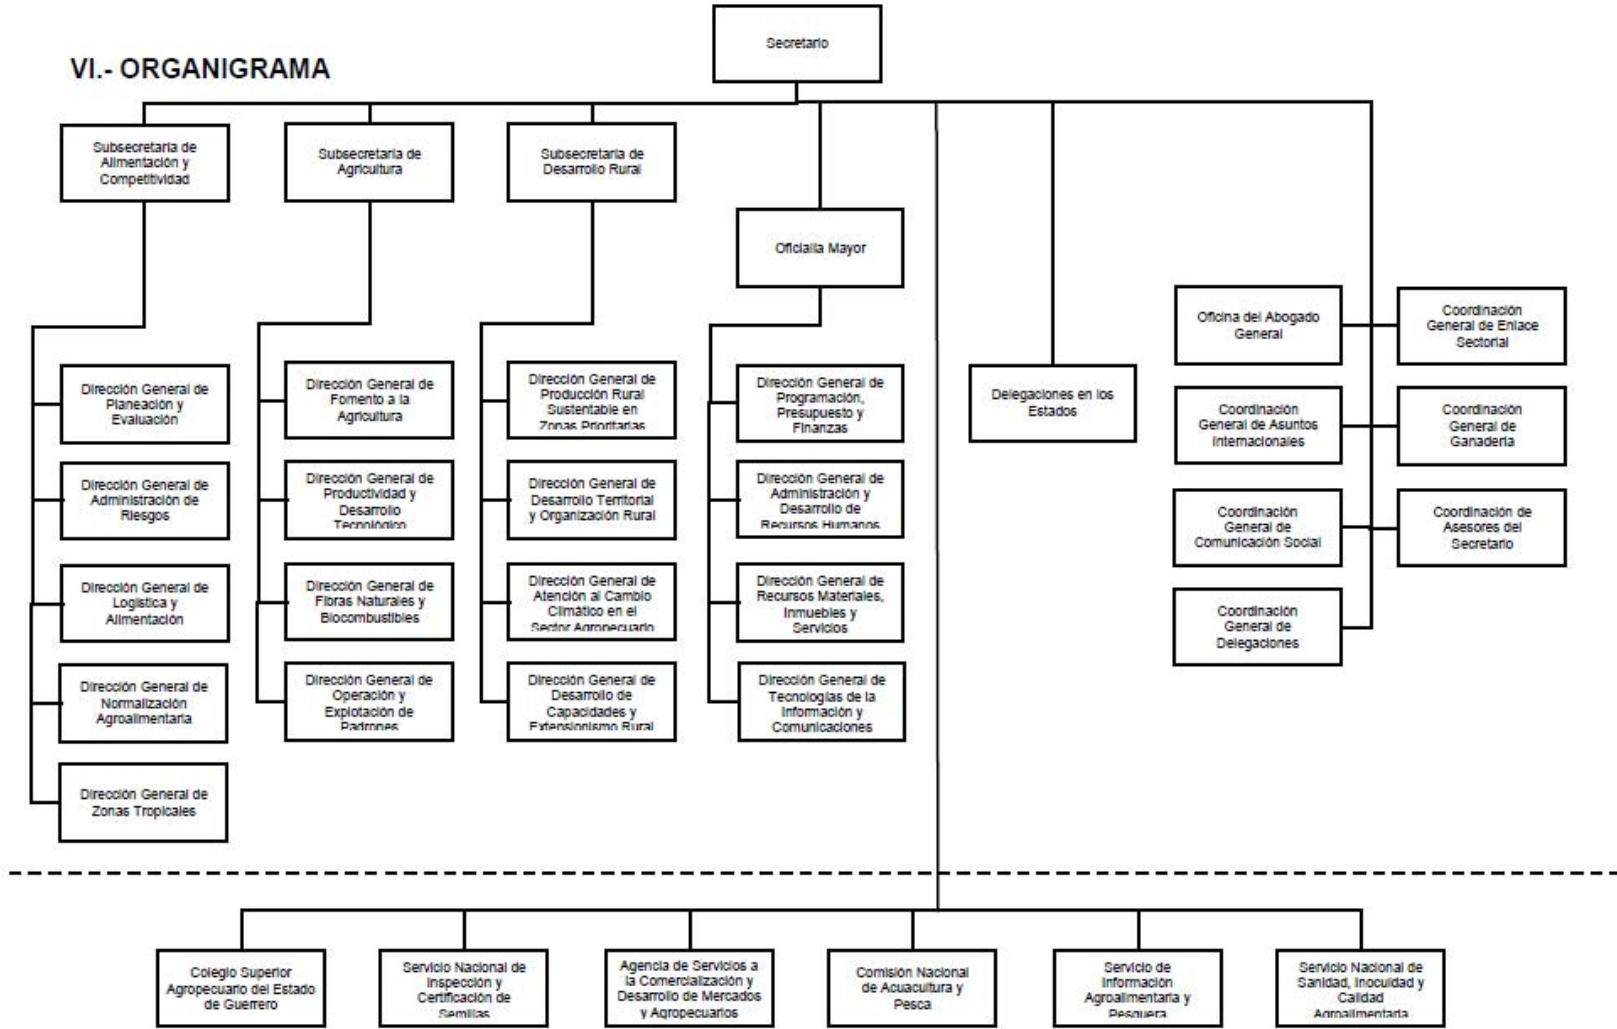 Secretario
VI.- ORGANIGRAMA
Subsecretaría de
Alimentación y
Competitividad
Subsecretaría de
Agricultura
Subsecretaría de
Desarrollo Rural
Oficialía Mayor
Dirección General de
Planeación y
Evaluación
Dirección General de
Administración de
Riesgos
Dirección General de
Logística y
Alimentación
Dirección General de
Normalización
Agroalimentaria
Dirección General de
Zonas Tropicales
Dirección General de
Fomento a la
Agricultura
Dirección General de
Productividad y
Desarrollo
Tecnológico
Dirección General de
Fibras Naturales y
Biocombustibles
Dirección General de
Operación y
Explotación de
Padrones
Dirección General de
Producción Rural
Sustentable en
Zonas Prioritarias
Dirección General de
Desarrollo Territorial
y Organización Rural
Dirección General de
Atención al Cambio
Climático en el
Sector Agropecuario
Dirección General de
Desarrollo de
Capacidades y
Extensionismo Rural
Dirección General de
Programación,
Presupuesto y
Finanzas
Dirección General de
Administración y
Desarrollo de
Recursos Humanos
Dirección General de
Recursos Materiales,
Inmuebles y
Servicios
Dirección General de
Tecnologías de la
Información y
Comunicaciones
Delegaciones en los
Estados
Oficina del Abogado
General
Coordinación
General de Enlace
Sectorial
Coordinación
General de Asuntos
Internacionales
Coordinación
General de
Ganadería
Coordinación
General de
Comunicación Social
Coordinación de
Asesores del
Secretario
Coordinación
General de
Delegaciones
Colegio Superior
Agropecuario del Estado
de Guerrero
Servicio Nacional de
Inspección y
Certificación de
Semillas
Agencia de Servicios a
la Comercialización y
Desarrollo de Mercados
y Agropecuarios
Comisión Nacional
de Acuacultura y
Pesca
Servicio de
Información
Agroalimentaria y
Pesquera
Servicio Nacional de
Sanidad, Inocuidad y
Calidad
Agroalimentaria